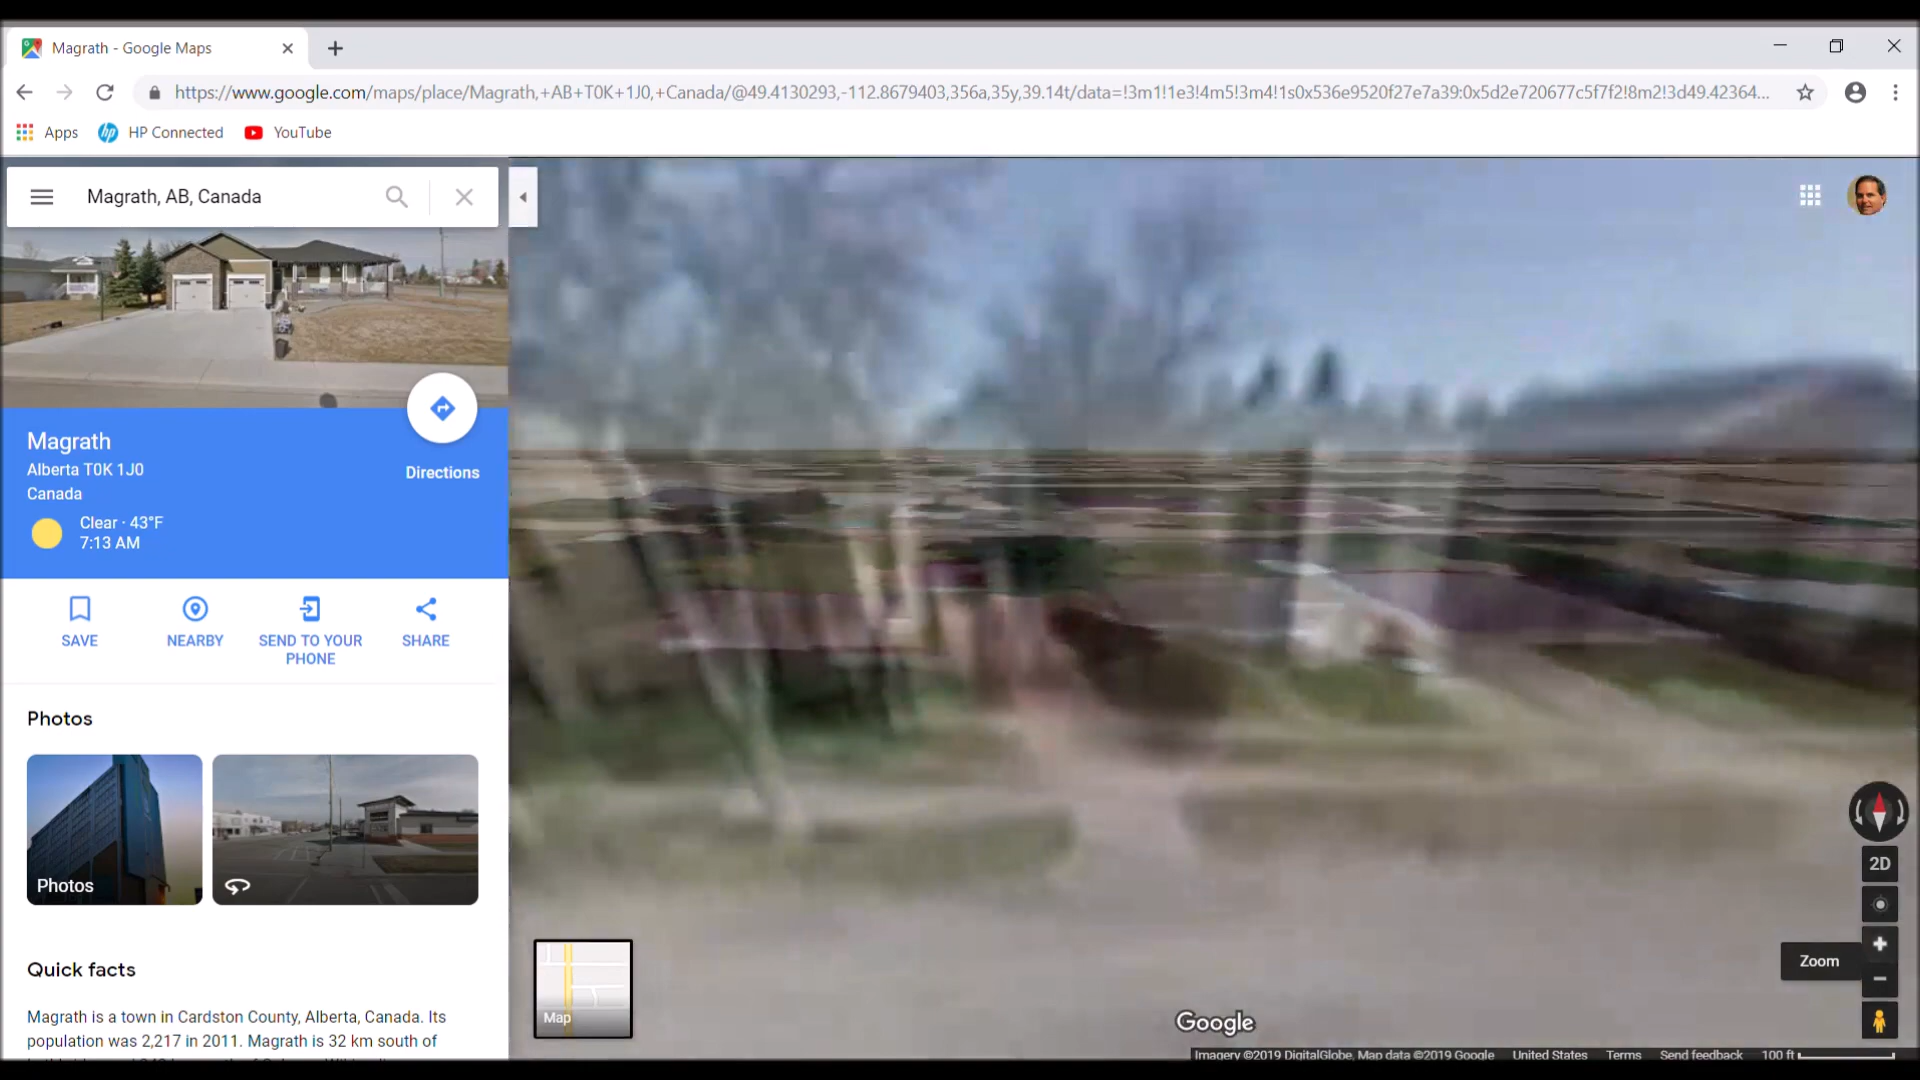 Magrath - Google Maps
https://www.google.com/maps/place/Magrath,+AB+T0K+1J0,+Canada/@49.4130293,-112.8679403,356a,35y,39.14t/data=!3m1!1e3!4m5!3m4!1s0x536e9520f27e7a39:0x5d2e720677c5f7f2!8m2!3d49.42364...
Apps HP Connected YouTube
Magrath, AB, Canada
Magrath
Alberta T0K 1J0
Canada
Directions
Clear · 43°F
7:13 AM
SAVE
NEARBY
SEND TO YOUR
PHONE
SHARE
Photos
Photos
Quick facts
Magrath is a town in Cardston County, Alberta, Canada. Its
population was 2,217 in 2011. Magrath is 32 km south of
Map
2D
Zoom
Google
Imagery ©2019 DigitalGlobe, Map data ©2019 Google United States Terms Send feedback 100 ft